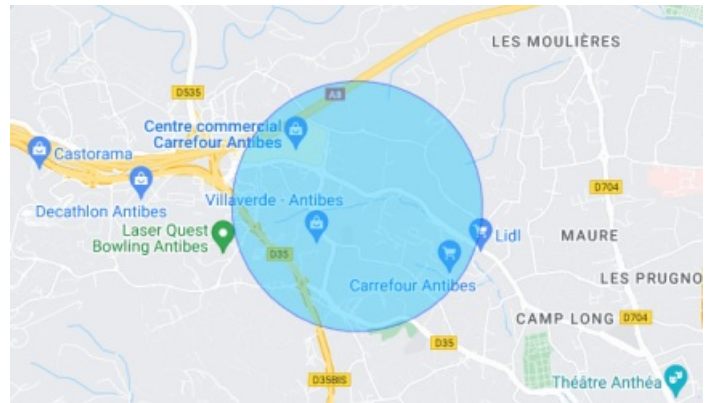 LES MOULIÈRES
D535
A8
Centre commercial
Carrefour Antibes
Castorama
D704
Decathlon Antibes
Villaverde - Antibes
Laser Quest
Bowling Antibes
Lidl
MAURE
D35
Carrefour Antibes
LES PRUGNO
CAMP LONG
D704
D35
D35BIS
Théâtre Anthéa